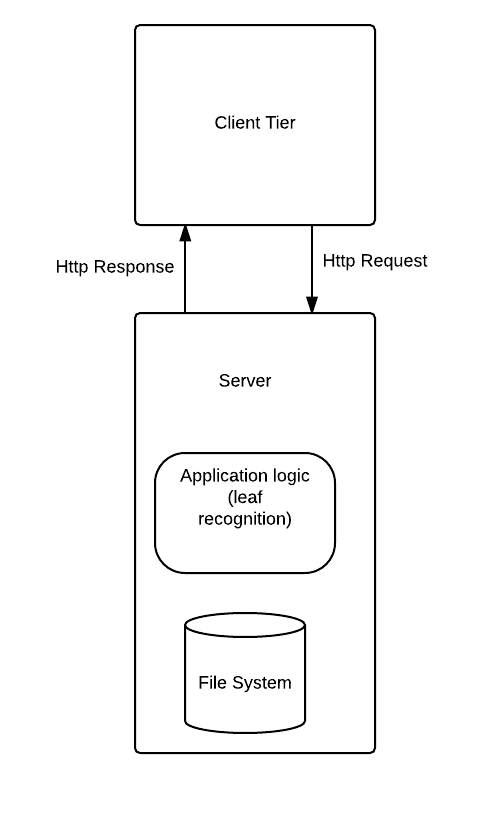 Client Tier
Http Response
Http Request
Server
Application logic
(leaf
recognition)
File System